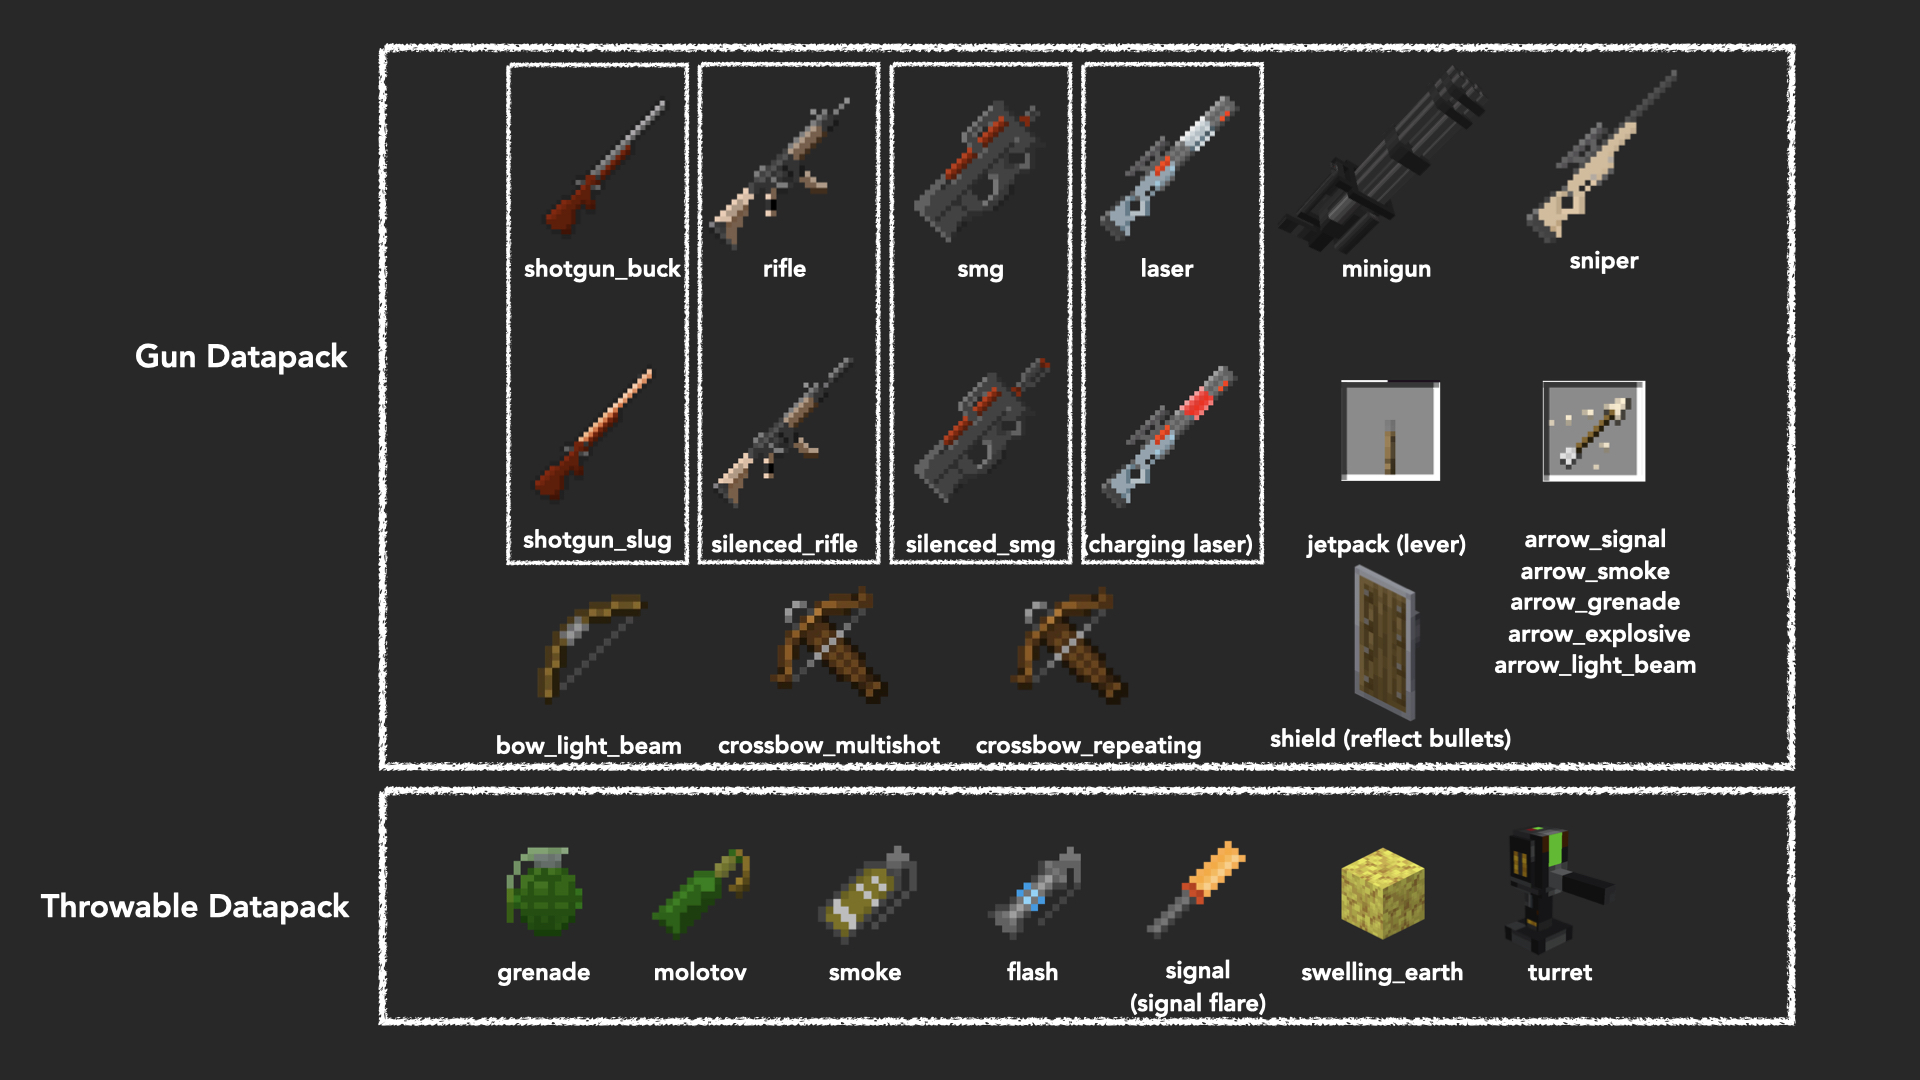 Gun Datapack
shotgun_buck
rifle
smg
laser
minigun
sniper
shotgun_slug
silenced_rifle
silenced_smg
(charging laser)
jetpack (lever)
arrow_signal
arrow_smoke
arrow_grenade
arrow_explosive
arrow_light_beam
bow_light_beam
crossbow_multishot
crossbow_repeating
shield (reflect bullets)
Throwable Datapack
grenade
molotov
smoke
flash
signal
(signal flare)
swelling_earth
turret